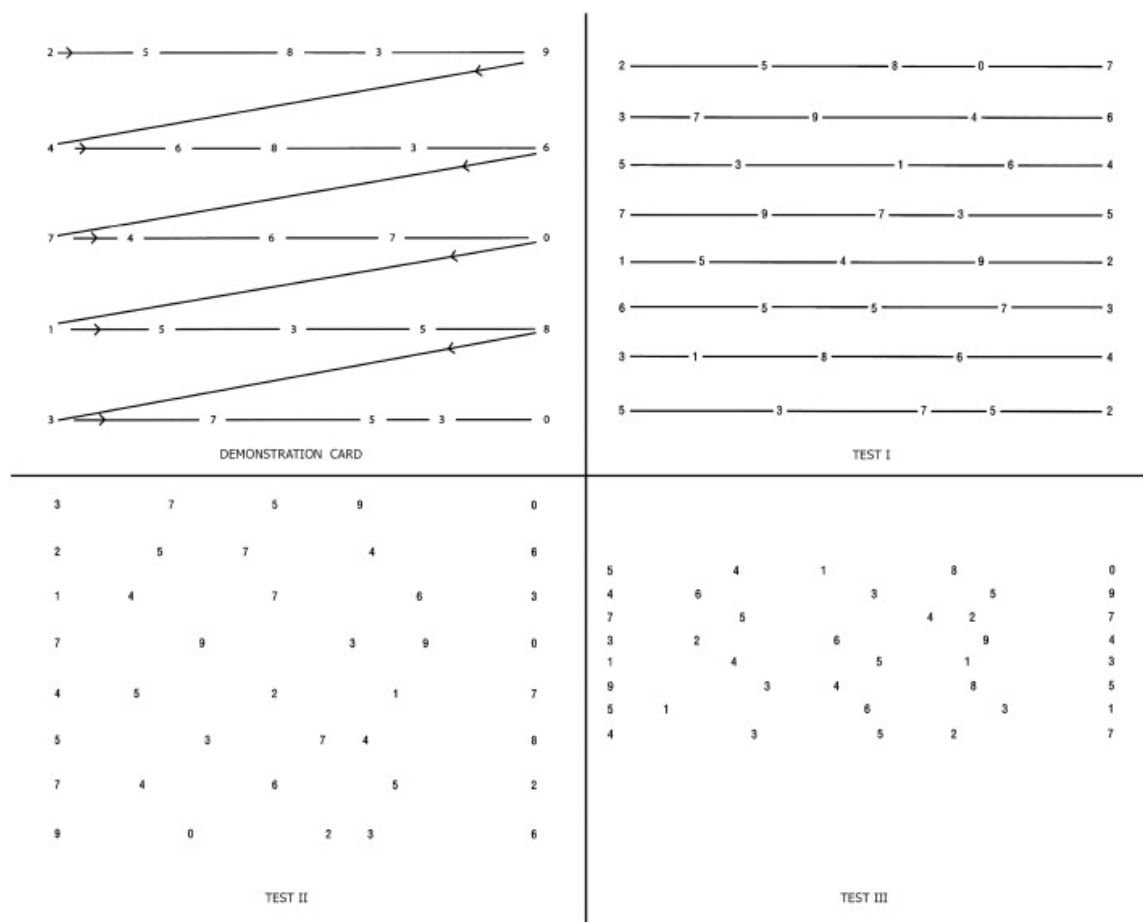 2 5 8 3 9
4 6 8 3 6
7 4 6 7 0
1 5 3 5 8
3 7 5 3 0
DEMONSTRATION CARD
2 5 8 0 7
3 7 9 4 6
5 3 1 6 4
7 9 7 3 5
1 5 4 9 2
6 5 5 7 3
3 1 8 6 4
5 3 7 5 2
TEST I
3 7 5 9 0
2 5 7 4 6
1 4 7 6 3
7 9 3 9 0
4 5 2 1 7
5 3 7 4 8
7 4 6 5 2
9 0 2 3 6
TEST II
5 4 1 8 0
4 6 3 5 9
7 5 4 2 7
3 2 6 9 4
1 4 5 1 3
9 3 4 8 5
5 1 6 3 1
4 3 5 2 7
TEST III